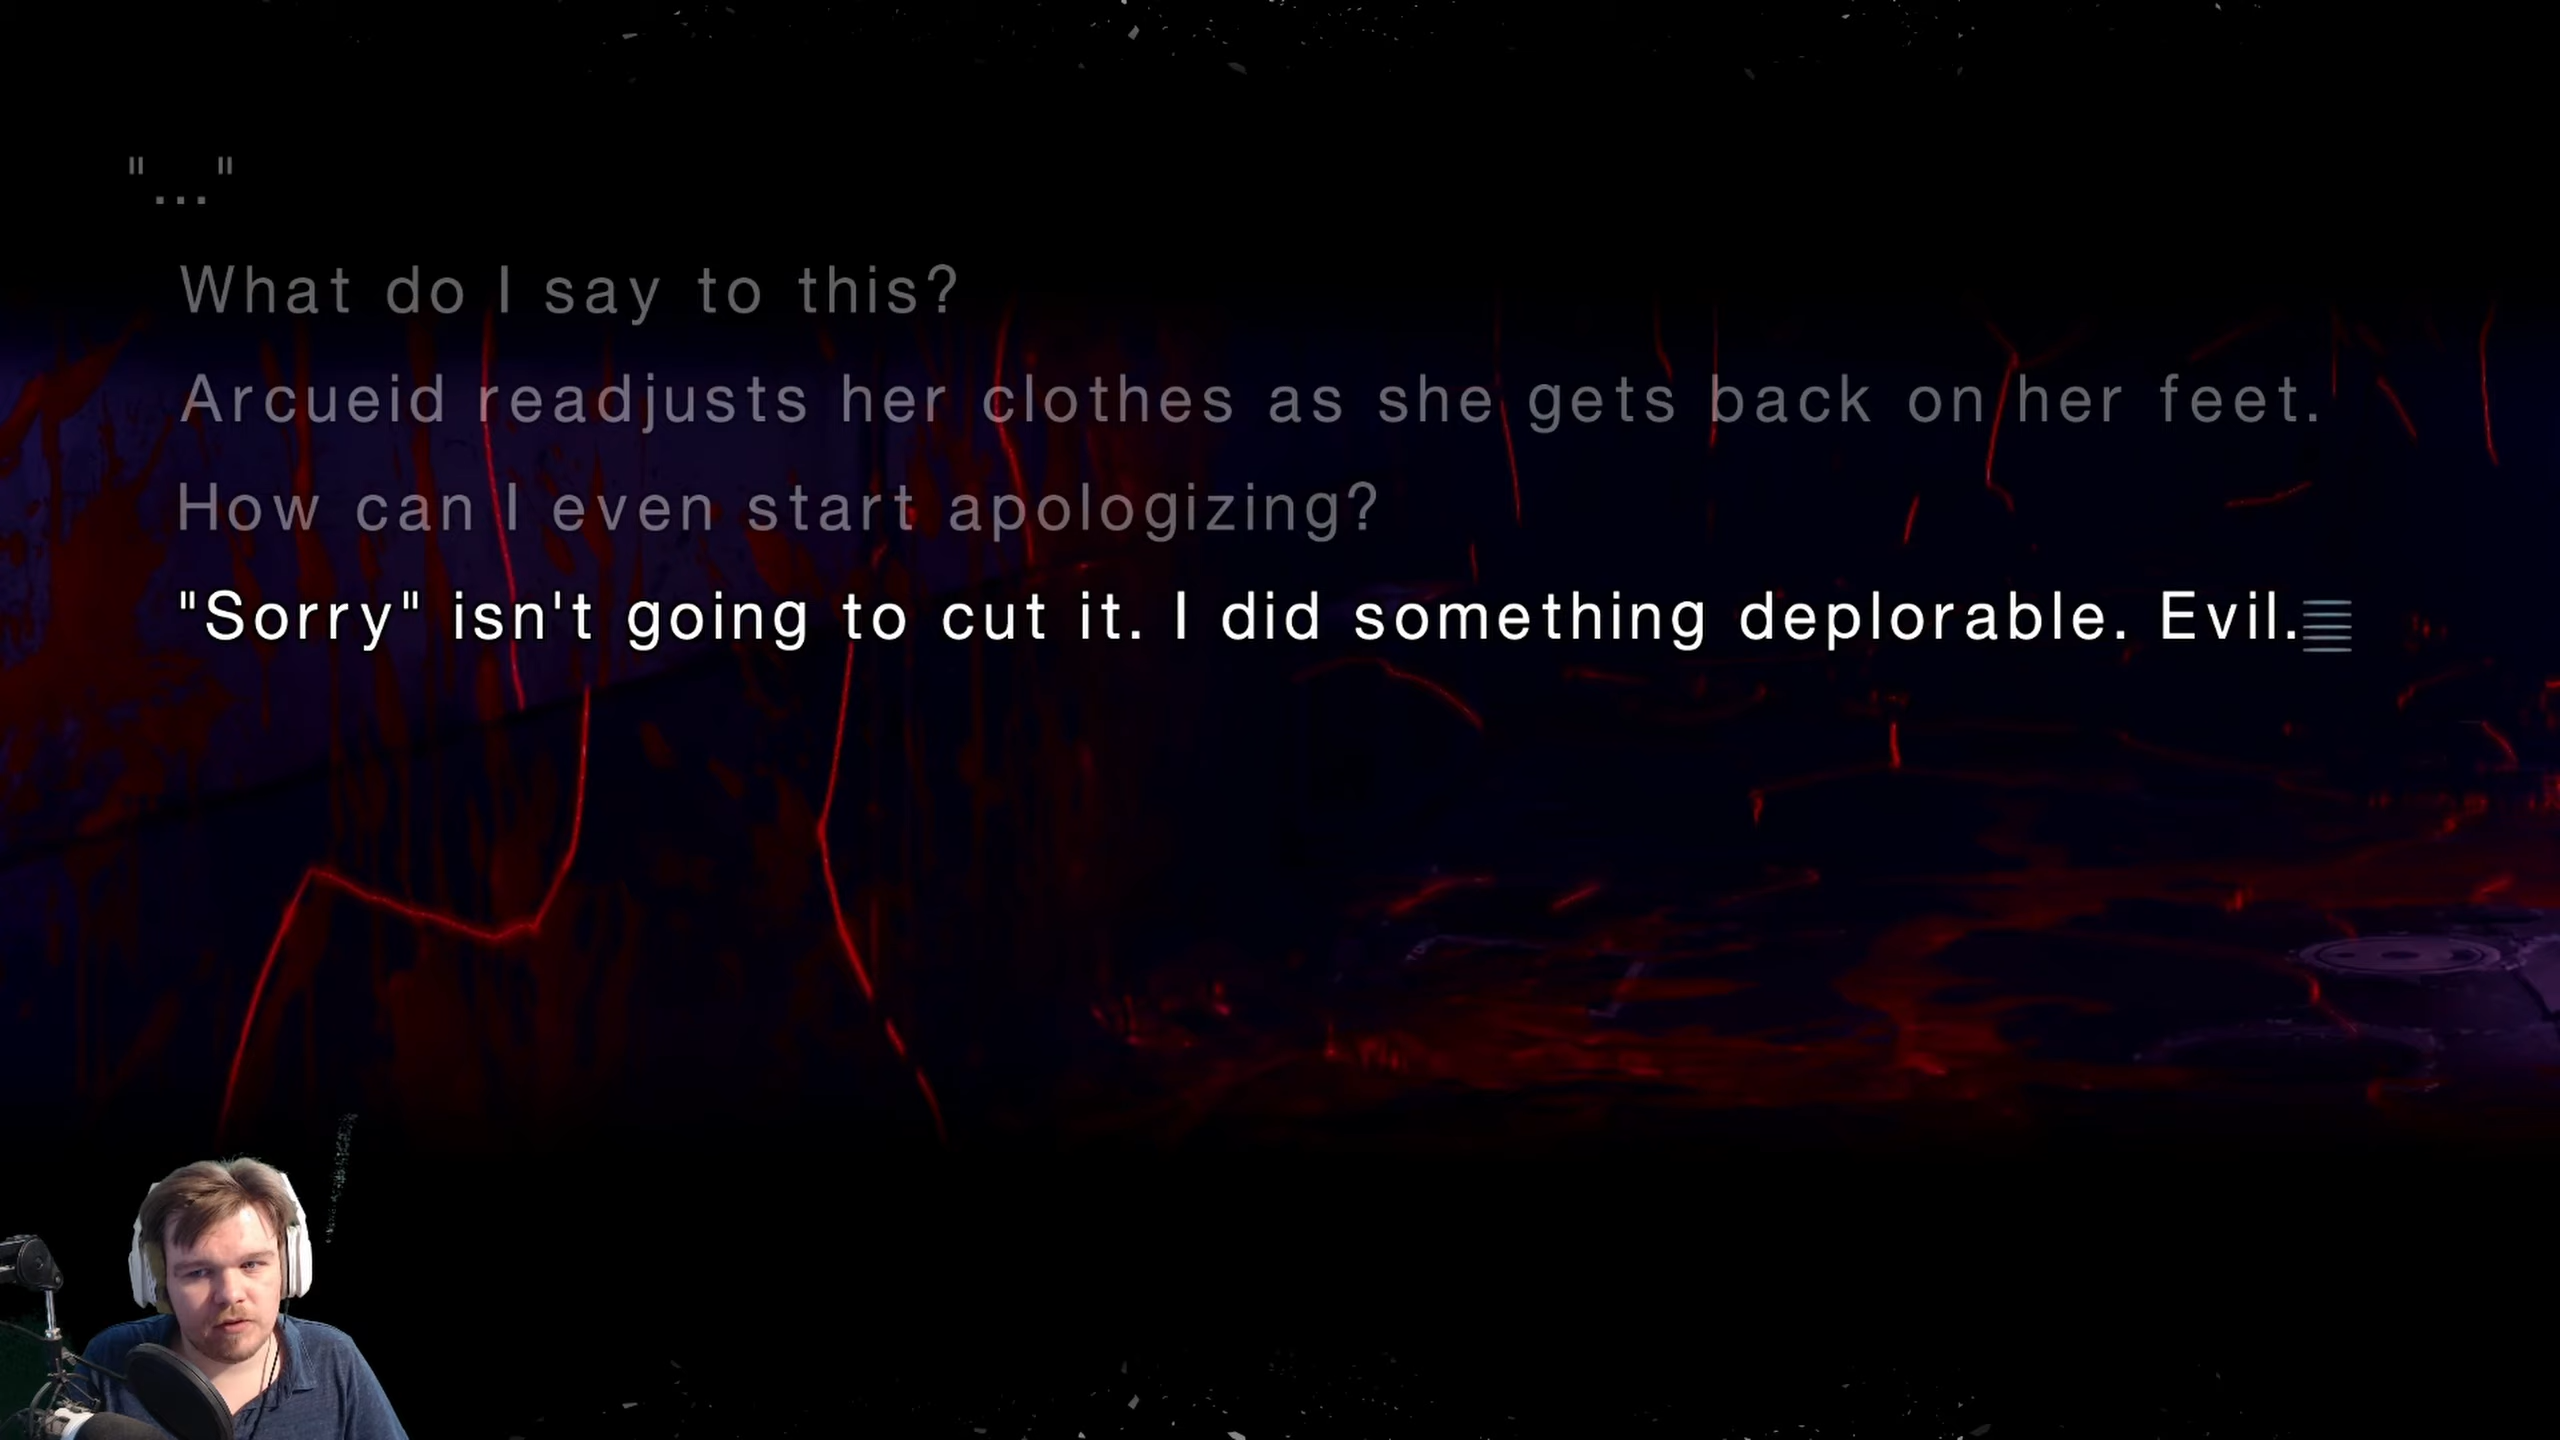 "..."
What do I say to this?
Arcueid readjusts her clothes as she gets back on her feet.
How can I even start apologizing?
"Sorry" isn't going to cut it. I did something deplorable. Evil.